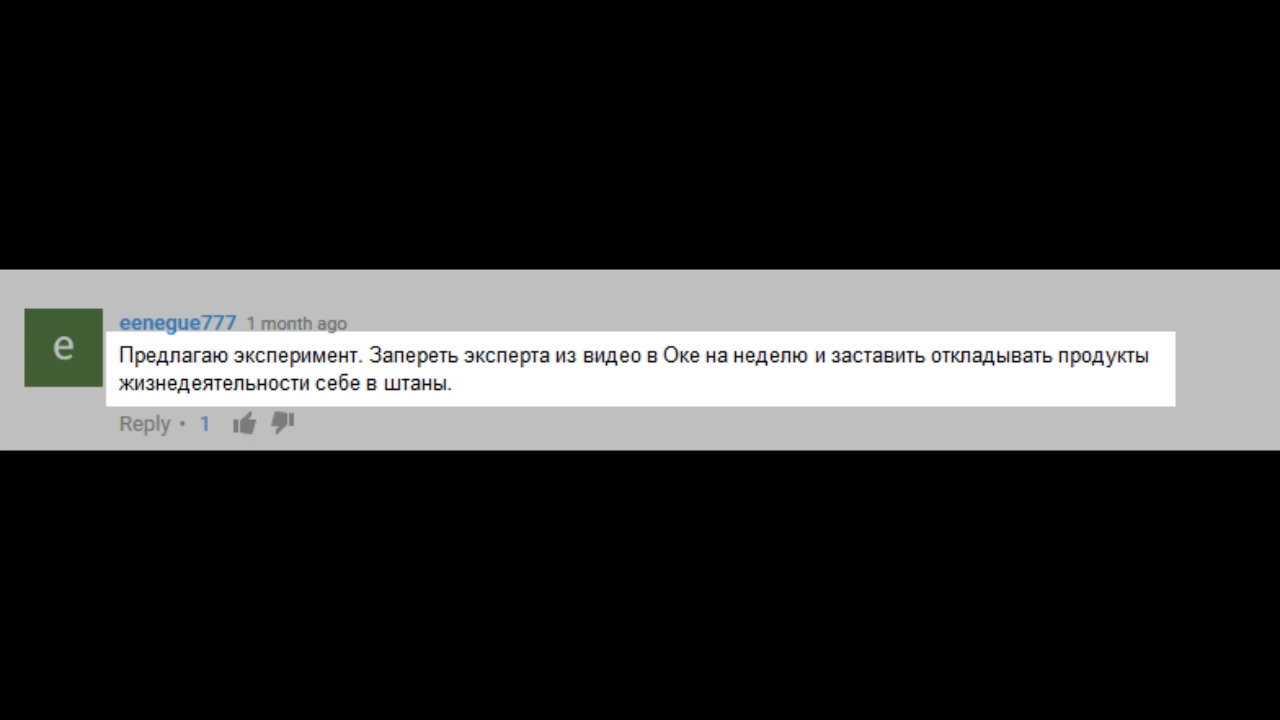 e
eenegue777 1 month ago
Предлагаю эксперимент. Запереть эксперта из видео в Оке на неделю и заставить откладывать продукты
жизнедеятельности себе в штаны.
Reply • 1